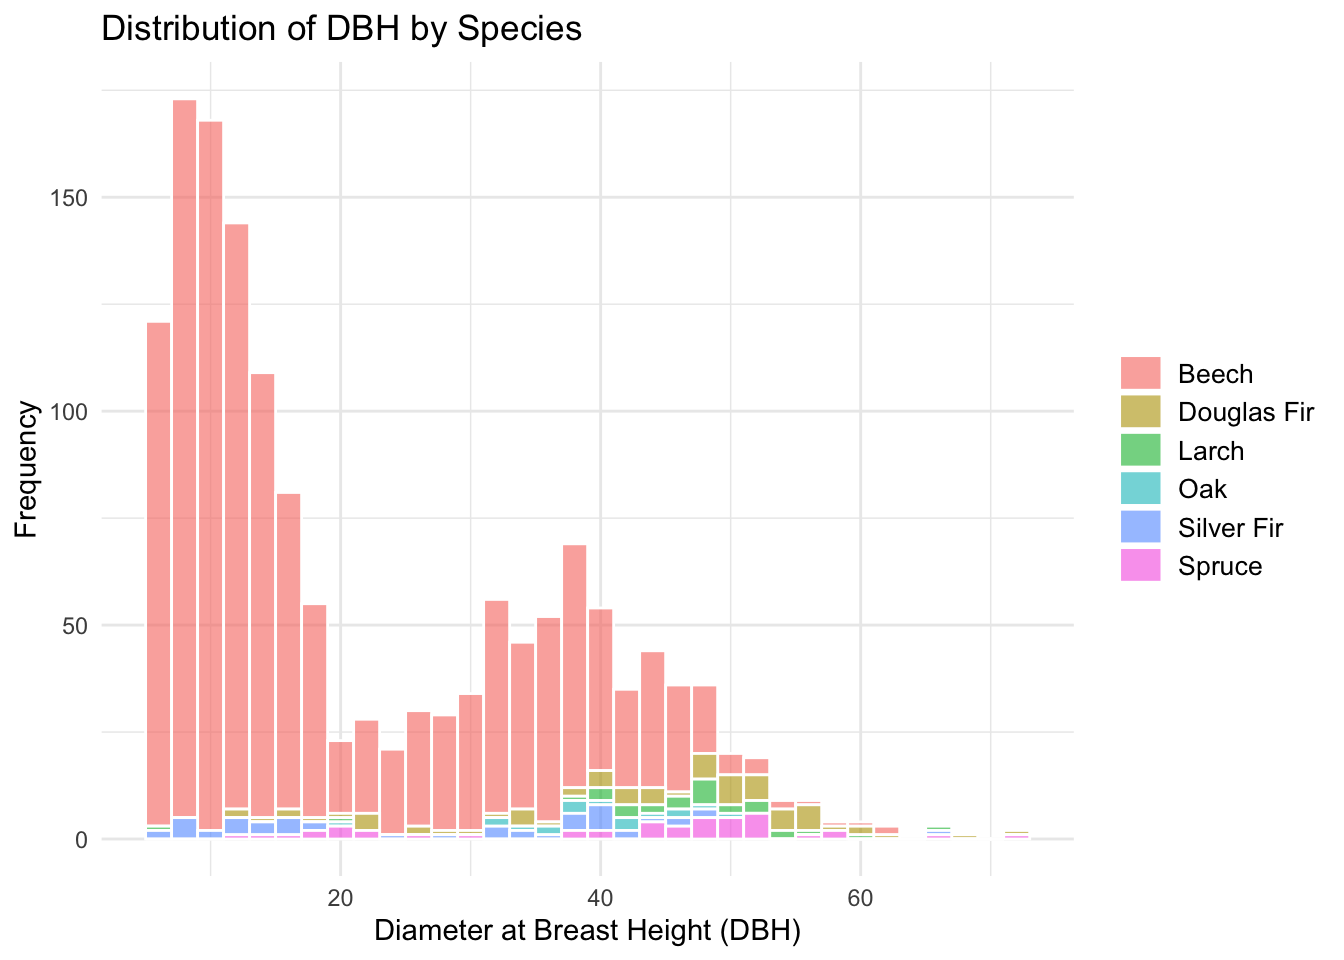 Distribution of DBH by Species
150
100
50
0
Frequency
20 40 60
Diameter at Breast Height (DBH)
Beech
Douglas Fir
Larch
Oak
Silver Fir
Spruce